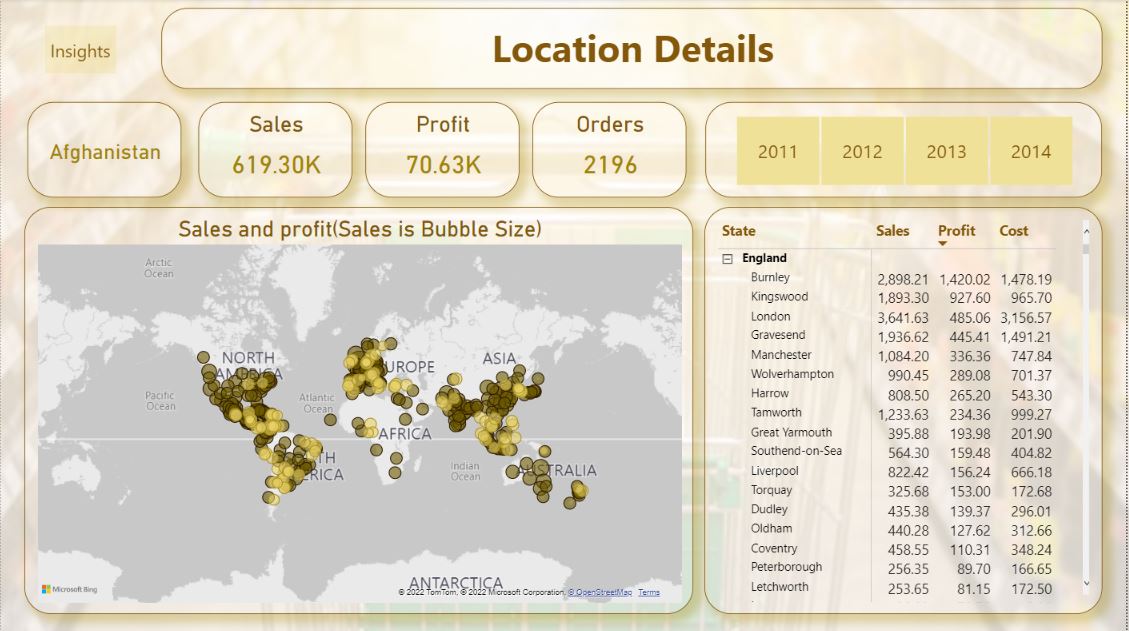 Insights
Location Details
Afghanistan
Sales
619.30K
Profit
70.63K
Orders
2196
2011 2012 2013 2014
Sales and profit(Sales is Bubble Size)
Arctic
Ocean
NORTH
AMERICA
EUROPE
ASIA
Pacific
Ocean
Atlantic
Ocean
AFRICA
SOUTH
AMERICA
Indian
Ocean
AUSTRALIA
ANTARCTICA
Microsoft Bing
© 2022 TomTom, © 2022 Microsoft Corporation, © OpenStreetMap Terms
State Sales Profit Cost
England
Burnley 2,898.21 1,420.02 1,478.19
Kingswood 1,893.30 927.60 965.70
London 3,641.63 485.06 3,156.57
Gravesend 1,936.62 445.41 1,491.21
Manchester 1,084.20 336.36 747.84
Wolverhampton 990.45 289.08 701.37
Harrow 808.50 265.20 543.30
Tamworth 1,233.63 234.36 999.27
Great Yarmouth 395.88 193.98 201.90
Southend-on-Sea 564.30 159.48 404.82
Liverpool 822.42 156.24 666.18
Torquay 325.68 153.00 172.68
Dudley 435.38 139.37 296.01
Oldham 440.28 127.62 312.66
Coventry 458.55 110.31 348.24
Peterborough 256.35 89.70 166.65
Letchworth 253.65 81.15 172.50